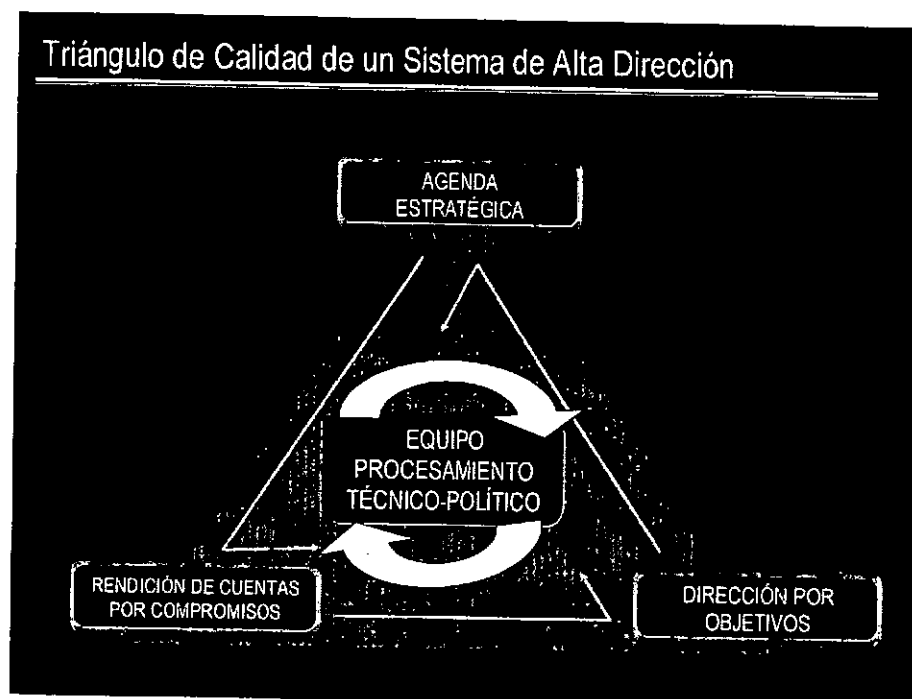 Triángulo de Calidad de un Sistema de Alta Dirección
AGENDA
ESTRATÉGICA
EQUIPO
PROCESAMIENTO
TÉCNICO-POLÍTICO
RENDICIÓN DE CUENTAS
POR COMPROMISOS
DIRECCIÓN POR
OBJETIVOS